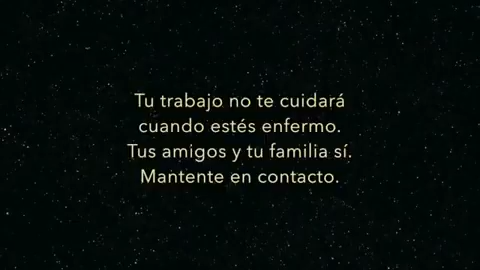 Tu trabajo no te cuidará
cuando estés enfermo.
Tus amigos y tu familia sí.
Mantente en contacto.